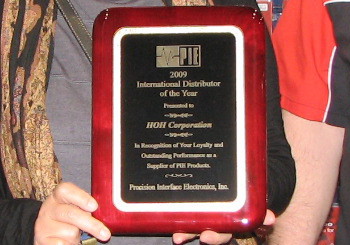 PIE
2009
International Distributor
of the Year
Presented to
HOH Corporation
In Recognition of Your Loyalty and
Outstanding Performance as a
Supplier of PIE Products.
Precision Interface Electronics, Inc.